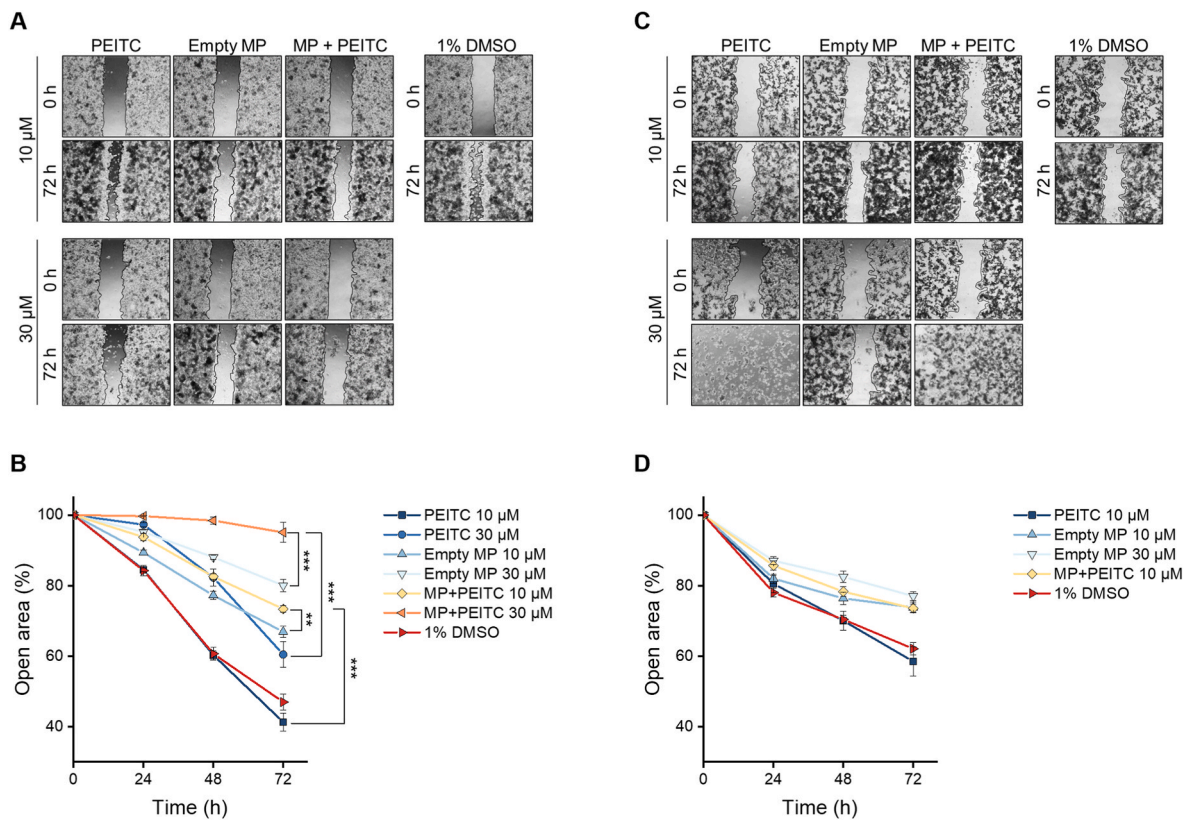 A
PEITC
Empty MP
MP + PEITC
1% DMSO
10 µM
0 h
72 h
0 h
72 h
30 µM
0 h
72 h
C
PEITC
Empty MP
MP + PEITC
1% DMSO
10 µM
0 h
72 h
0 h
72 h
30 µM
0 h
72 h
B
Open area (%)
100
80
60
40
0
24
48
72
Time (h)
PEITC 10 µM
PEITC 30 µM
Empty MP 10 µM
Empty MP 30 µM
MP+PEITC 10 µM
MP+PEITC 30 µM
1% DMSO
***
***
**
***
D
Open area (%)
100
80
60
40
0
24
48
72
Time (h)
PEITC 10 µM
Empty MP 10 µM
Empty MP 30 µM
MP+PEITC 10 µM
1% DMSO